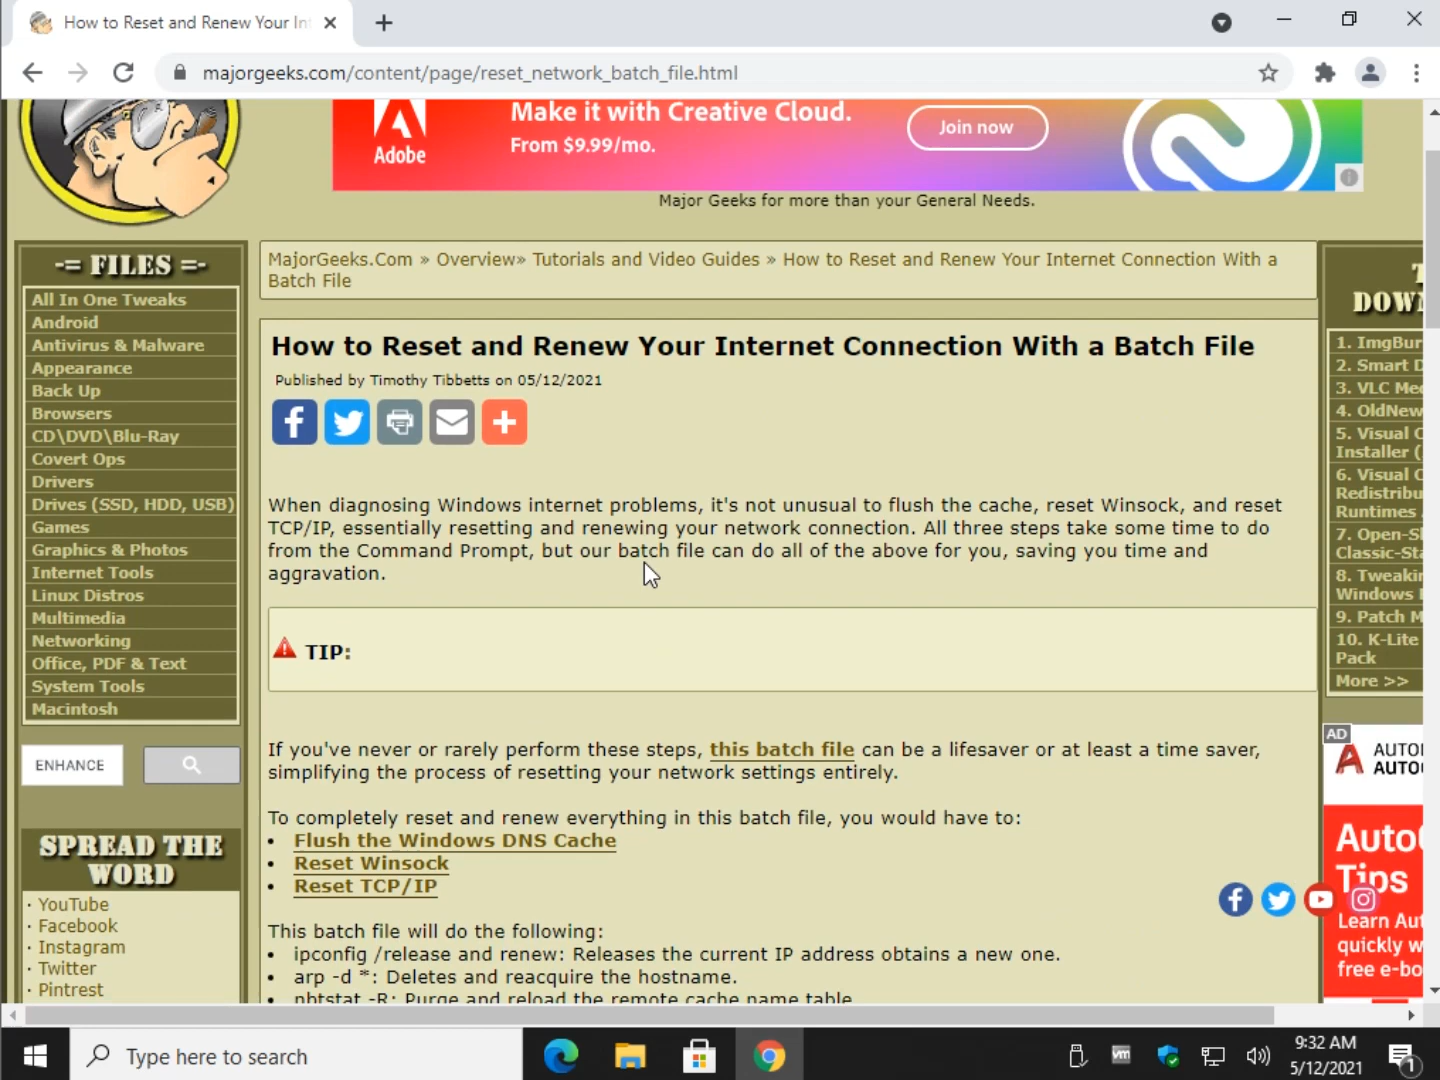 How to Reset and Renew Your In
majorgeeks.com/content/page/reset_network_batch_file.html
Adobe
Make it with Creative Cloud.
From $9.99/mo.
Join now
Major Geeks for more than your General Needs.
-= FILES =-
All In One Tweaks
Android
Antivirus & Malware
Appearance
Back Up
Browsers
CD\DVD\Blu-Ray
Covert Ops
Drivers
Drives (SSD, HDD, USB)
Games
Graphics & Photos
Internet Tools
Linux Distros
Multimedia
Networking
Office, PDF & Text
System Tools
Macintosh
ENHANCE
SPREAD THE
WORD
· YouTube
· Facebook
· Instagram
· Twitter
· Pintrest
MajorGeeks.Com » Overview» Tutorials and Video Guides » How to Reset and Renew Your Internet Connection With a
Batch File
How to Reset and Renew Your Internet Connection With a Batch File
Published by Timothy Tibbetts on 05/12/2021
When diagnosing Windows internet problems, it's not unusual to flush the cache, reset Winsock, and reset
TCP/IP, essentially resetting and renewing your network connection. All three steps take some time to do
from the Command Prompt, but our batch file can do all of the above for you, saving you time and
aggravation.
TIP:
If you've never or rarely perform these steps, this batch file can be a lifesaver or at least a time saver,
simplifying the process of resetting your network settings entirely.
To completely reset and renew everything in this batch file, you would have to:
• Flush the Windows DNS Cache
• Reset Winsock
• Reset TCP/IP
This batch file will do the following:
• ipconfig /release and renew: Releases the current IP address obtains a new one.
• arp -d *: Deletes and reacquire the hostname.
• nbtstat -R: Purge and reload the remote cache name table
DOWN
1. ImgBur
2. Smart D
3. VLC Me
4. OldNew
5. Visual C
Installer (
6. Visual C
Redistribu
Runtimes
7. Open-S
Classic-Sta
8. Tweakin
Windows
9. Patch M
10. K-Lite
Pack
More >>
AD
AUTO
AUTO
Auto
Tips
Learn Au
quickly w
free e-bo
Type here to search
vm
9:32 AM
5/12/2021
1